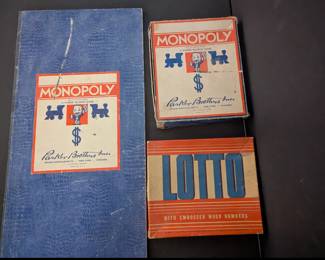 MONOPOLY
$
Parker Brothers Inc.
MONOPOLY
$
Parker Brothers Inc.
LOTTO
WITH EMBOSSED WOOD NUMBERS